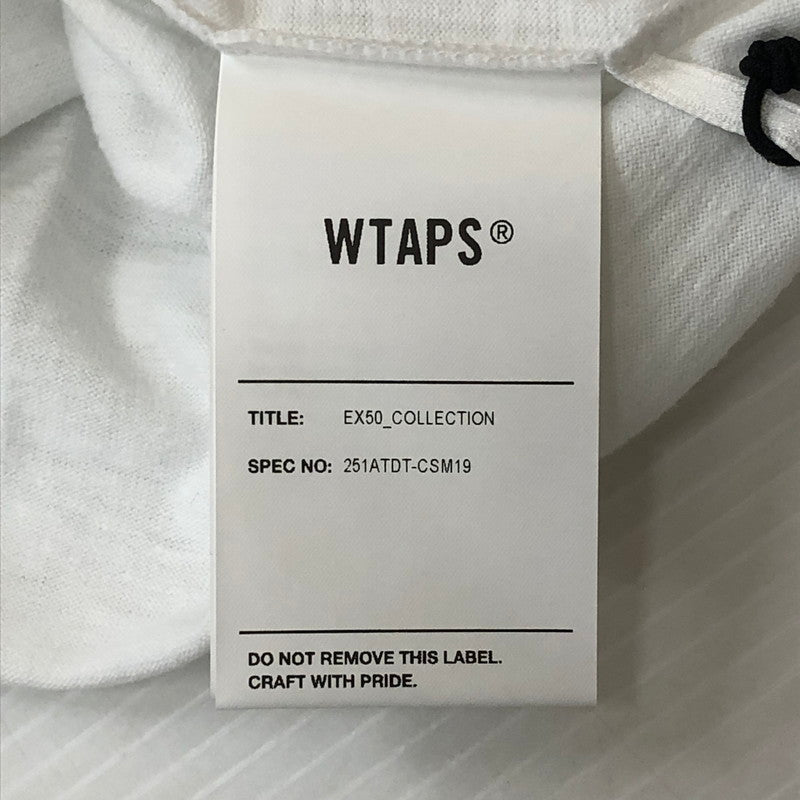 WTAPS®
TITLE: EX50_COLLECTION
SPEC NO: 251ATDT-CSM19
DO NOT REMOVE THIS LABEL.
CRAFT WITH PRIDE.